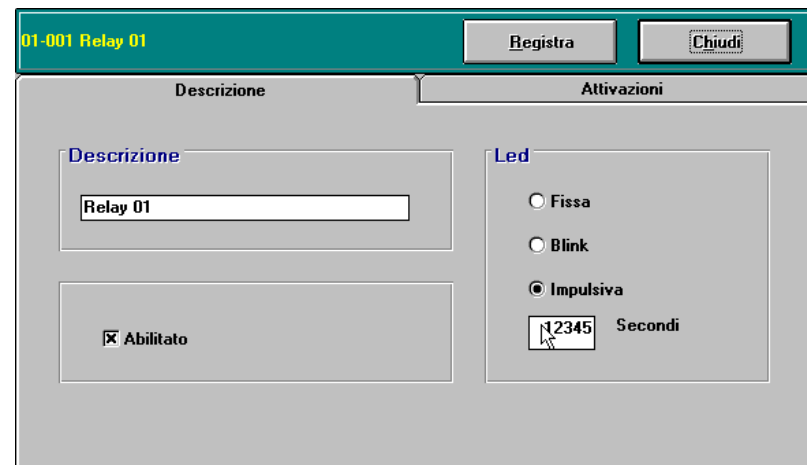 01-001 Relay 01
Registra
Chiudi
Descrizione
Attivazioni
Descrizione
Relay 01
Abilitato
Led
Fissa
Blink
Impulsiva
12345 Secondi